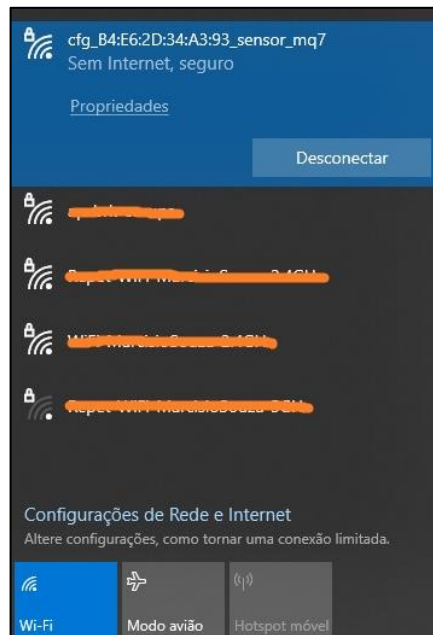 cfg_B4:E6:2D:34:A3:93_sensor_mq7
Sem Internet, seguro
Propriedades
Desconectar
Configurações de Rede e Internet
Altere configurações, como tornar uma conexão limitada.
Wi-Fi
Modo avião
Hotspot móvel